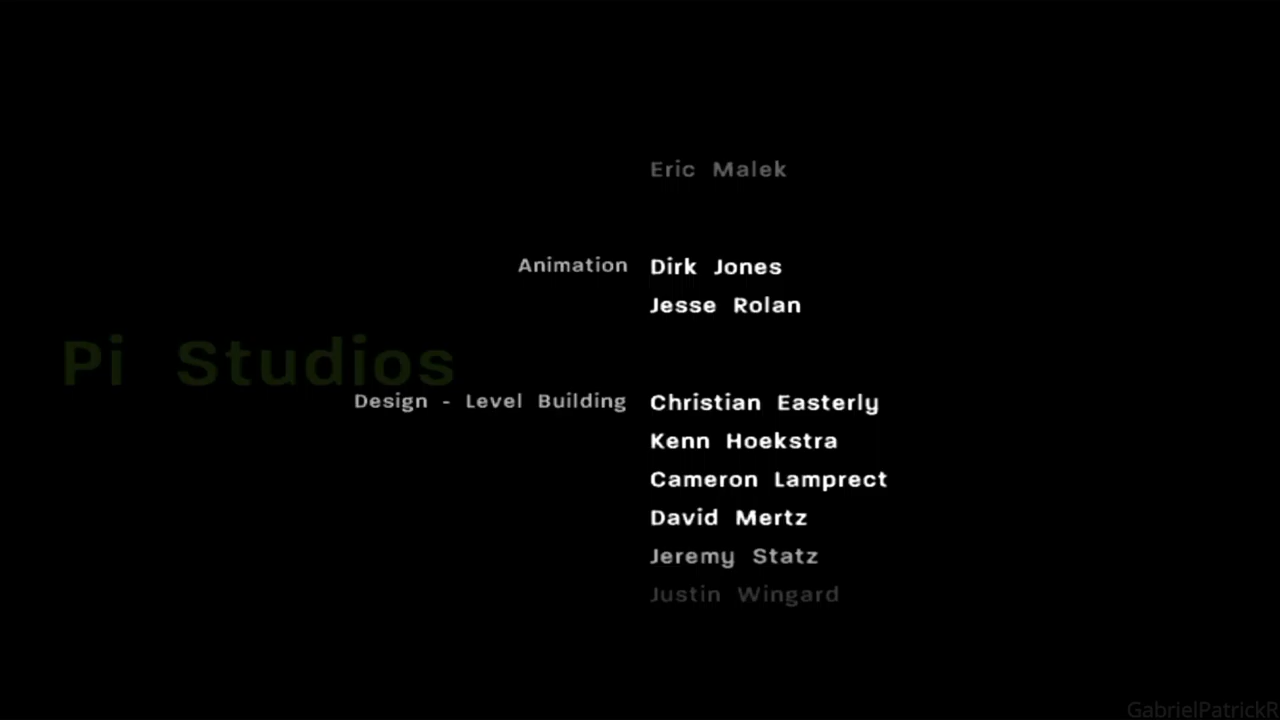 Eric Malek
Animation Dirk Jones
Jesse Rolan
Pi Studios
Design - Level Building Christian Easterly
Kenn Hoekstra
Cameron Lamprect
David Mertz
Jeremy Statz
Justin Wingard
GabrielPatrickR